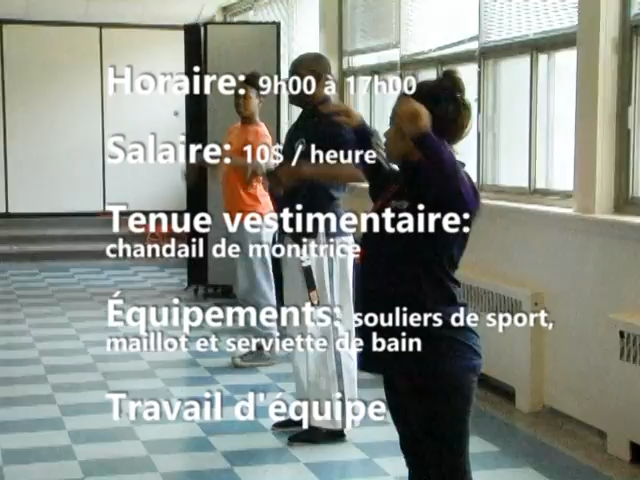 Horaire: 9h00 à 17h00
Salaire: 10$ / heure
Tenue vestimentaire:
chandail de monitrice
Équipements: souliers de sport,
maillot et serviette de bain
Travail d'équipe